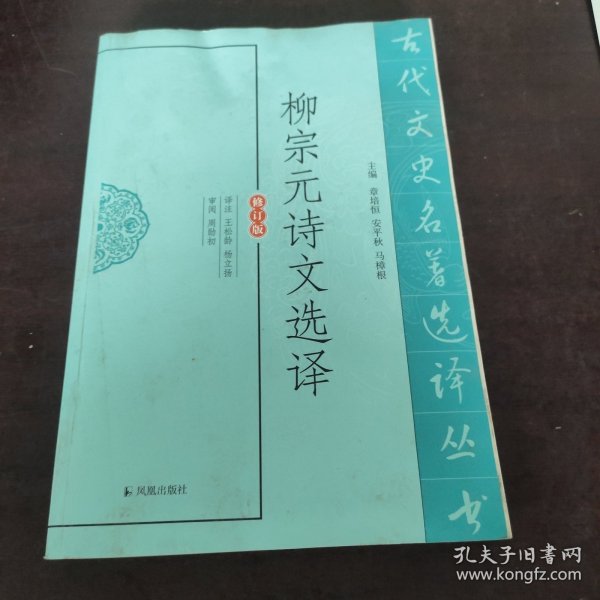 古代文史名著选译丛书
主编 章培恒 安平秋 马樟根
柳宗元诗文选译
修订版
译注 王松龄 杨立扬
审阅 周勋初
凤凰出版社
孔夫子旧书网
www.kongfz.com